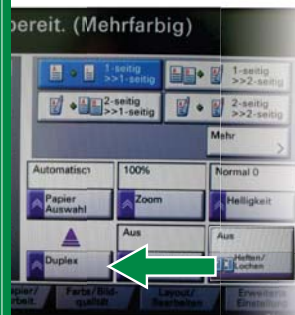 bereit. (Mehrfarbig)
1-seitig
>>1-seitig
1-seitig
>>2-seitig
2-seitig
>>1-seitig
2-seitig
>>2-seitig
Mehr
Automatisch
100%
Normal 0
Papier
Auswahl
Zoom
Helligkeit
Aus
Aus
Duplex
Heften/
Lochen
Farbe/Bild-
qualität
Layout/
Bearbeiten
Erweiterte